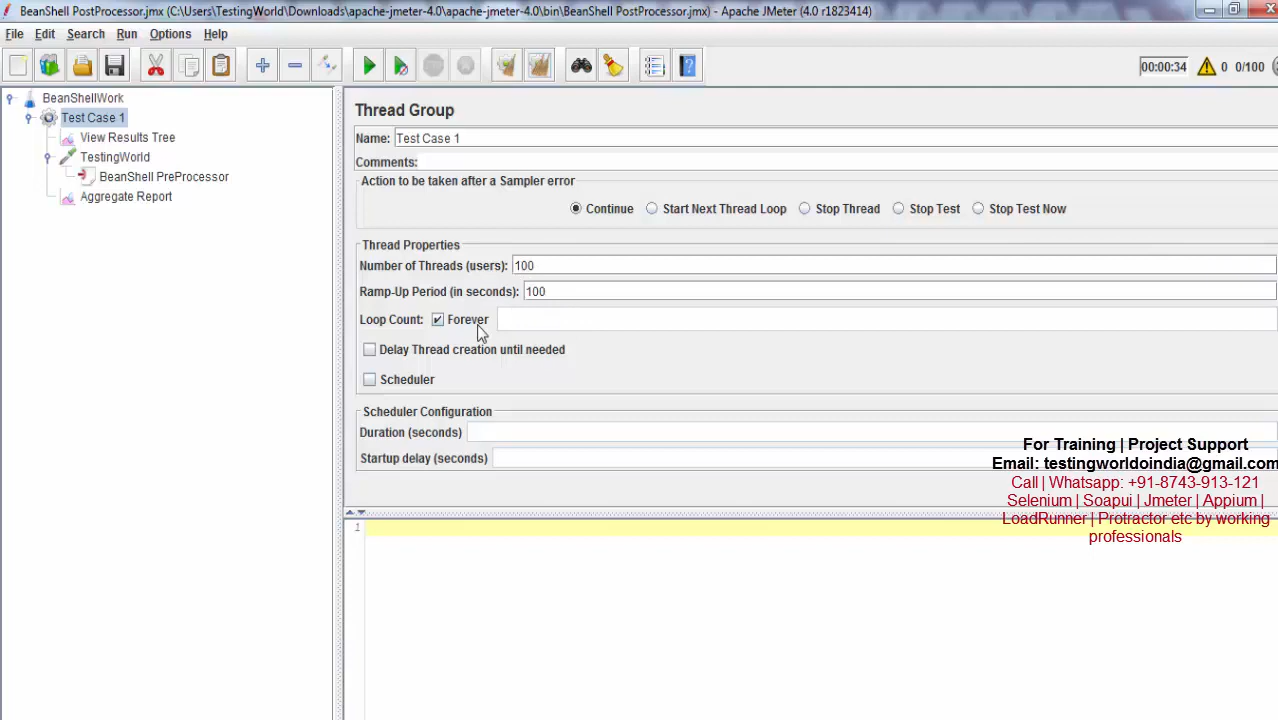 BeanShell PostProcessor.jmx (C:\Users\TestingWorld\Downloads\apache-jmeter-4.0\apache-jmeter-4.0\bin\BeanShell PostProcessor.jmx) - Apache JMeter (4.0 r1823414)
File Edit Search Run Options Help
00:00:34 0 0/100
BeanShellWork
Test Case 1
View Results Tree
TestingWorld
BeanShell PreProcessor
Aggregate Report
Thread Group
Name: Test Case 1
Comments:
Action to be taken after a Sampler error
Continue Start Next Thread Loop Stop Thread Stop Test Stop Test Now
Thread Properties
Number of Threads (users): 100
Ramp-Up Period (in seconds): 100
Loop Count: Forever
Delay Thread creation until needed
Scheduler
Scheduler Configuration
Duration (seconds)
Startup delay (seconds)
For Training | Project Support
Email: testingworldoindia@gmail.com
Call | Whatsapp: +91-8743-913-121
Selenium | Soapui | Jmeter | Appium |
LoadRunner | Protractor etc by working
professionals
1